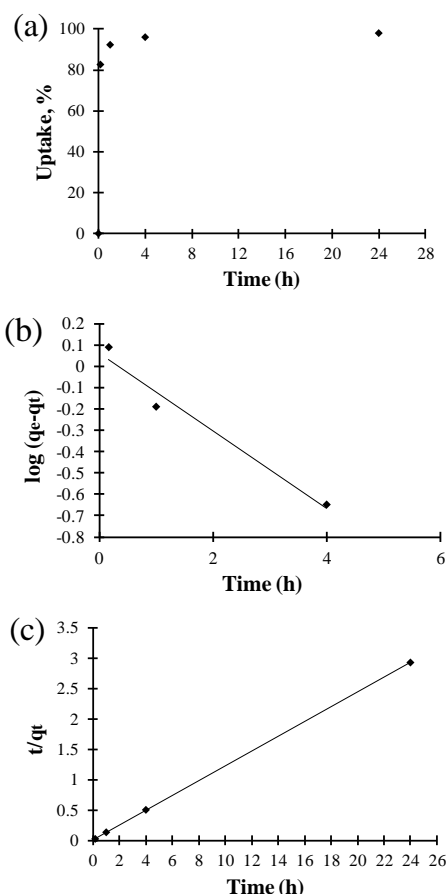 (a)
100
80
60
40
20
0
Uptake, %
0 4 8 12 16 20 24 28
Time (h)
(b)
0.2
0.1
0
-0.1
-0.2
-0.3
-0.4
-0.5
-0.6
-0.7
-0.8
log (qe-qt)
0 2 4 6
Time (h)
(c)
3.5
3
2.5
2
1.5
1
0.5
0
t/qt
0 2 4 6 8 10 12 14 16 18 20 22 24 26
Time (h)